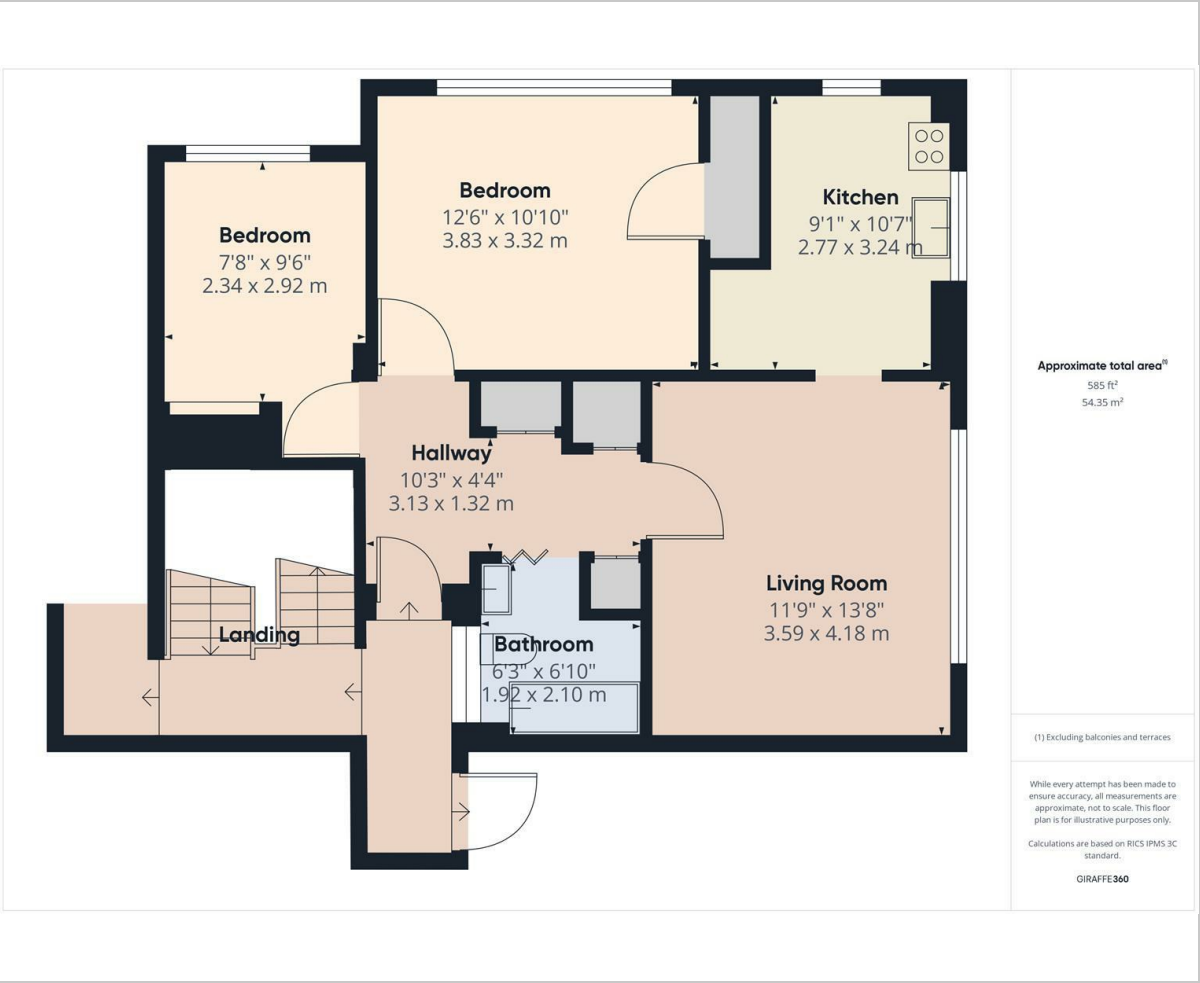 Bedroom
12'6" x 10'10"
3.83 x 3.32 m
Kitchen
9'1" x 10'7"
2.77 x 3.24 m
Bedroom
7'8" x 9'6"
2.34 x 2.92 m
Hallway
10'3" x 4'4"
3.13 x 1.32 m
Living Room
11'9" x 13'8"
3.59 x 4.18 m
Landing
Bathroom
6'3" x 6'10"
1.92 x 2.10 m
Approximate total area(1)
585 ft²
54.35 m²
(1) Excluding balconies and terraces
While every attempt has been made to
ensure accuracy, all measurements are
approximate, not to scale. This floor
plan is for illustrative purposes only.
Calculations are based on RICS IPMS 3C
standard.
GIRAFFE360